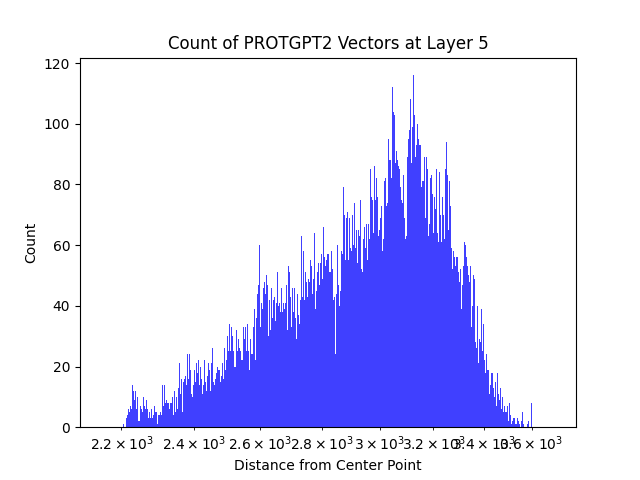 Count of PROTGPT2 Vectors at Layer 5
120
100
80
60
40
20
0
Count
2.2 × 10³ 2.4 × 10³ 2.6 × 10³ 2.8 × 10³ 3 × 10³ 3.2 × 10³ 3.4 × 10³ 3.6 × 10³
Distance from Center Point